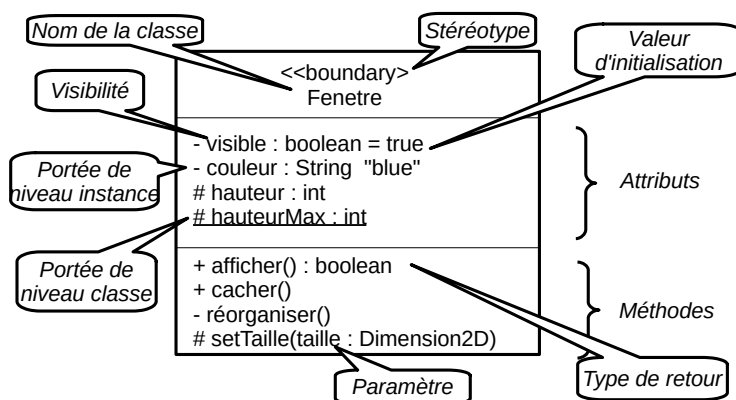 Nom de la classe
Stéréotype
Valeur
d'initialisation
<<boundary>
Fenetre
Visibilité
- visible : boolean = true
- couleur : String "blue"
# hauteur : int
# hauteurMax : int
Portée de
niveau instance
Attributs
Portée de
niveau classe
+ afficher() : boolean
+ cacher()
- réorganiser()
# setTaille(taille : Dimension2D)
Méthodes
Paramètre
Type de retour